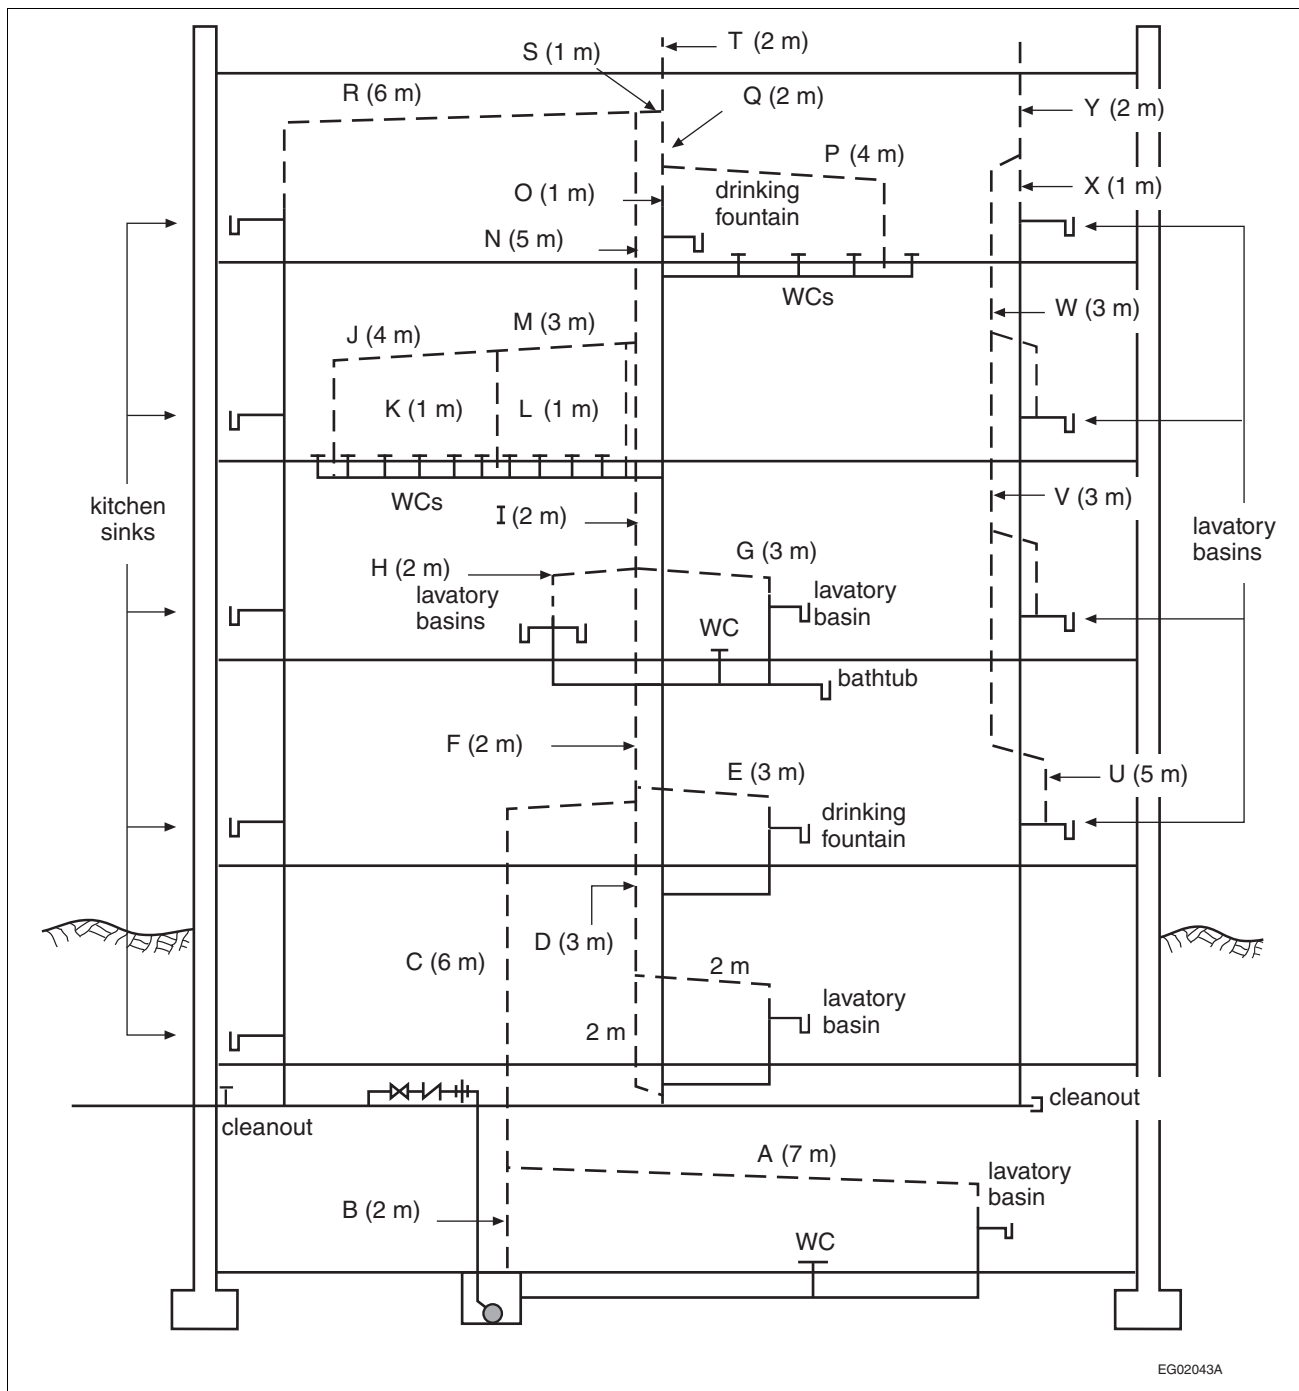 T (2 m)
S (1 m)
R (6 m)
Q (2 m)
Y (2 m)
P (4 m)
X (1 m)
O (1 m)
drinking
fountain
N (5 m)
WCs
W (3 m)
M (3 m)
J (4 m)
K (1 m)
L (1 m)
kitchen
sinks
WCs
I (2 m)
V (3 m)
lavatory
basins
G (3 m)
H (2 m)
lavatory
basins
lavatory
basin
WC
bathtub
F (2 m)
E (3 m)
U (5 m)
drinking
fountain
D (3 m)
C (6 m)
2 m
lavatory
basin
2 m
cleanout
cleanout
A (7 m)
lavatory
basin
B (2 m)
WC
EG02043A